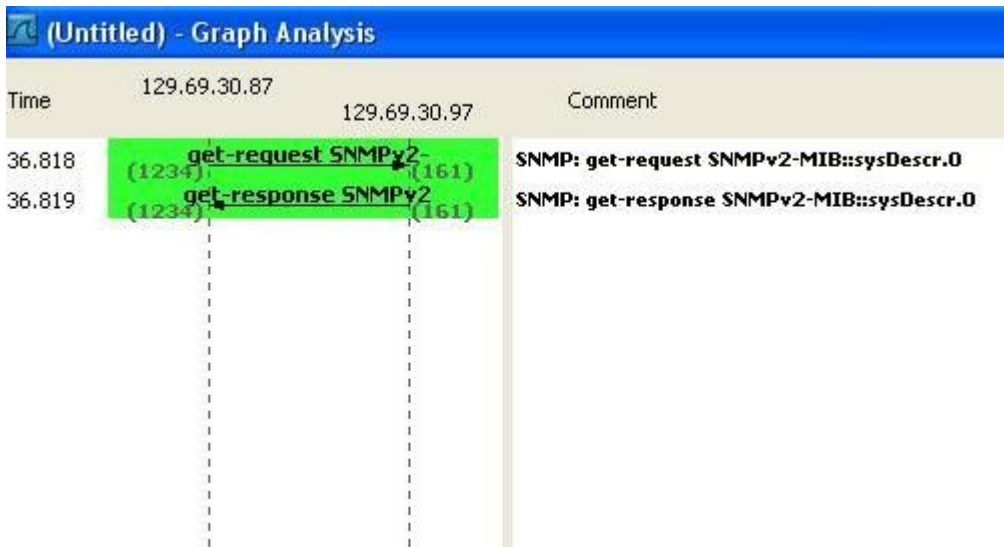 (Untitled) - Graph Analysis
Time
129.69.30.87
129.69.30.97
Comment
36.818
get-request SNMPv2-
(1234)
(161)
SNMP: get-request SNMPv2-MIB::sysDescr.0
36.819
get-response SNMPv2
(1234)
(161)
SNMP: get-response SNMPv2-MIB::sysDescr.0